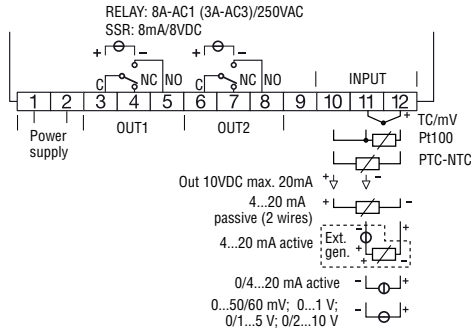 RELAY: 8A-AC1 (3A-AC3)/250VAC
SSR: 8mA/8VDC
+ - + -
C NC NO C NC NO INPUT
1 2 3 4 5 6 7 8 9 10 11 12
Power supply
OUT1 OUT2
+ TC/mV
Pt100
PTC-NTC
Out 10VDC max. 20mA + -
4...20 mA passive (2 wires) + -
4...20 mA active Ext. gen. - + + -
0/4...20 mA active - +
0...50/60 mV; 0...1 V;
0/1...5 V; 0/2...10 V - +